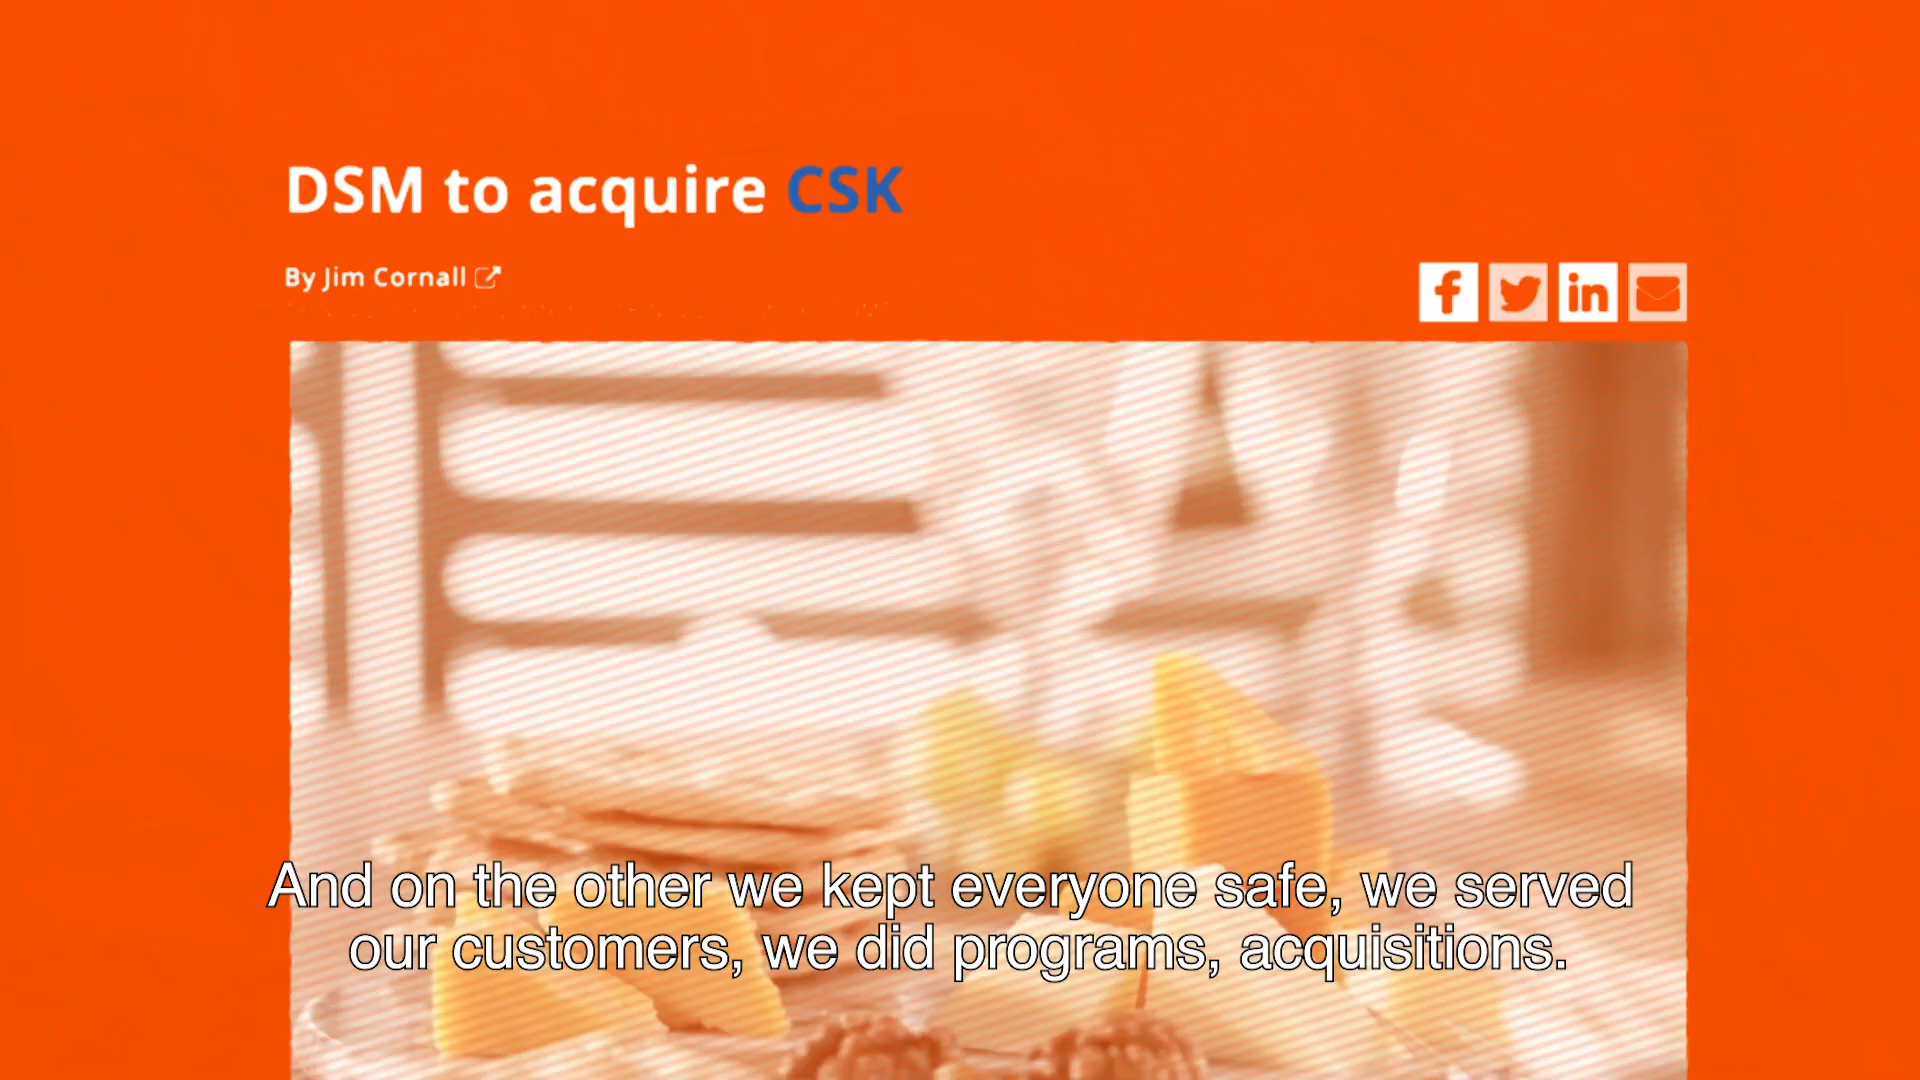 DSM to acquire CSK
By Jim Cornall
And on the other we kept everyone safe, we served
our customers, we did programs, acquisitions.